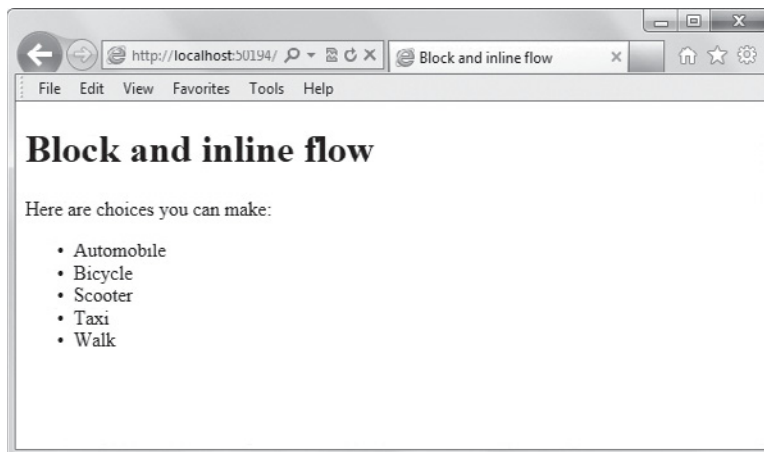 http://localhost:50194/
Block and inline flow
File Edit View Favorites Tools Help
Block and inline flow
Here are choices you can make:
• Automobile
• Bicycle
• Scooter
• Taxi
• Walk